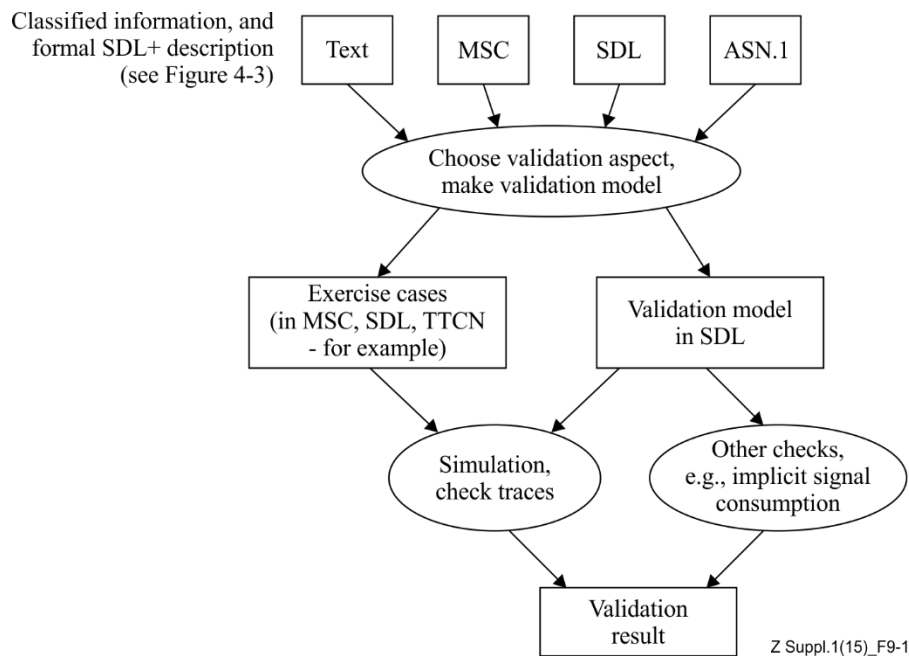 Classified information, and
formal SDL+ description
(see Figure 4-3)
Text
MSC
SDL
ASN.1
Choose validation aspect,
make validation model
Exercise cases
(in MSC, SDL, TTCN
- for example)
Validation model
in SDL
Simulation,
check traces
Other checks,
e.g., implicit signal
consumption
Validation
result
Z Suppl.1(15)_F9-1